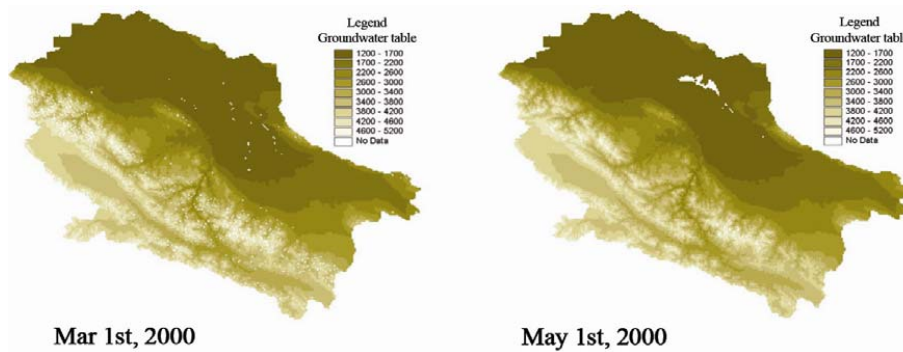 Legend
Groundwater table
1200 - 1700
1700 - 2200
2200 - 2600
2600 - 3000
3000 - 3400
3400 - 3800
3800 - 4200
4200 - 4600
4600 - 5200
No Data
Mar 1st, 2000
Legend
Groundwater table
1200 - 1700
1700 - 2200
2200 - 2600
2600 - 3000
3000 - 3400
3400 - 3800
3800 - 4200
4200 - 4600
4600 - 5200
No Data
May 1st, 2000